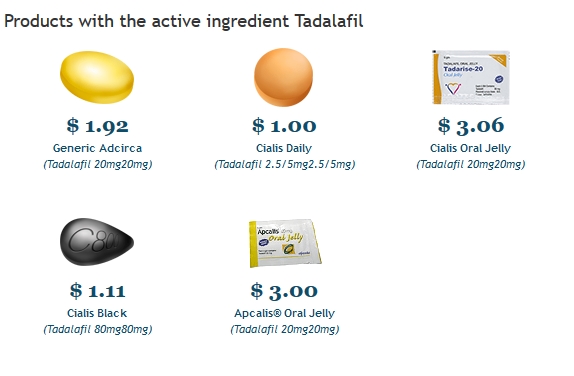 Products with the active ingredient Tadalafil
Tadarise-20
Oral Jelly
$ 1.92
$ 1.00
$ 3.06
Generic Adcirca
Cialis Daily
Cialis Oral Jelly
(Tadalafil 20mg20mg)
(Tadalafil 2.5/5mg2.5/5mg)
(Tadalafil 20mg20mg)
C80
Apcalis 20mg
Oral Jelly
$ 1.11
$ 3.00
Cialis Black
Apcalis® Oral Jelly
(Tadalafil 80mg80mg)
(Tadalafil 20mg20mg)